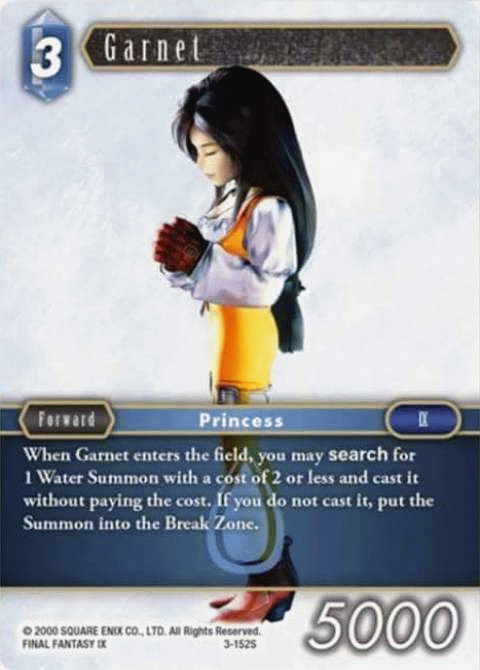 3
Garnet
Forward
Princess
IX
When Garnet enters the field, you may search for
1 Water Summon with a cost of 2 or less and cast it
without paying the cost. If you do not cast it, put the
Summon into the Break Zone.
© 2000 SQUARE ENIX CO., LTD. All Rights Reserved.
FINAL FANTASY IX
3-152S
5000